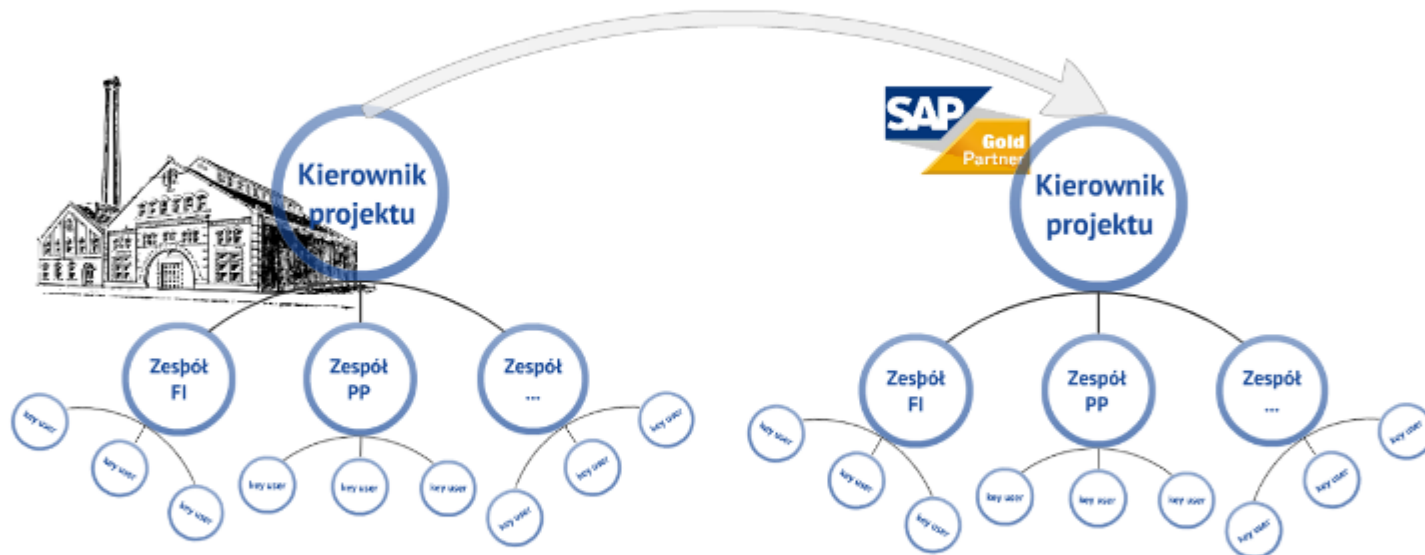 Kierownik
projektu
Zespół
FI
Zespół
PP
Zespół
...
key user
key user
key user
key user
key user
key user
key user
key user
key user
SAP
Gold
Partner
Kierownik
projektu
Zespół
FI
Zespół
PP
Zespół
...
key user
key user
key user
key user
key user
key user
key user
key user
key user